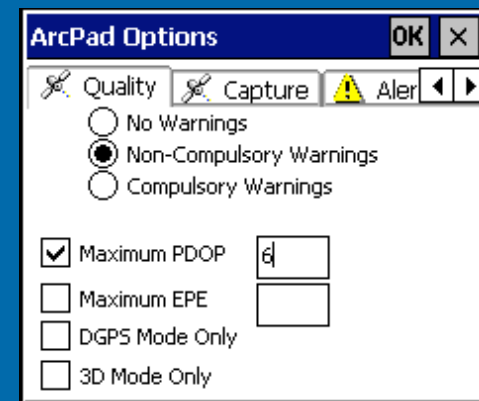 ArcPad Options OK
Quality Capture Aler
No Warnings
Non-Compulsory Warnings
Compulsory Warnings
Maximum PDOP 6
Maximum EPE
DGPS Mode Only
3D Mode Only